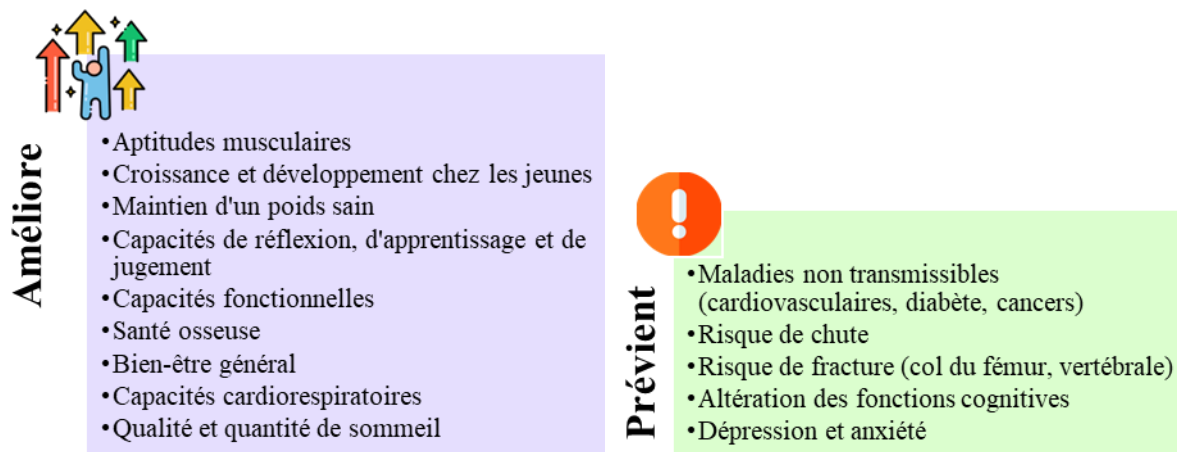 Améliore
•Aptitudes musculaires
•Croissance et développement chez les jeunes
•Maintien d'un poids sain
•Capacités de réflexion, d'apprentissage et de
jugement
•Capacités fonctionnelles
•Santé osseuse
•Bien-être général
•Capacités cardiorespiratoires
•Qualité et quantité de sommeil
Prévient
•Maladies non transmissibles
(cardiovasculaires, diabète, cancers)
•Risque de chute
•Risque de fracture (col du fémur, vertébrale)
•Altération des fonctions cognitives
•Dépression et anxiété